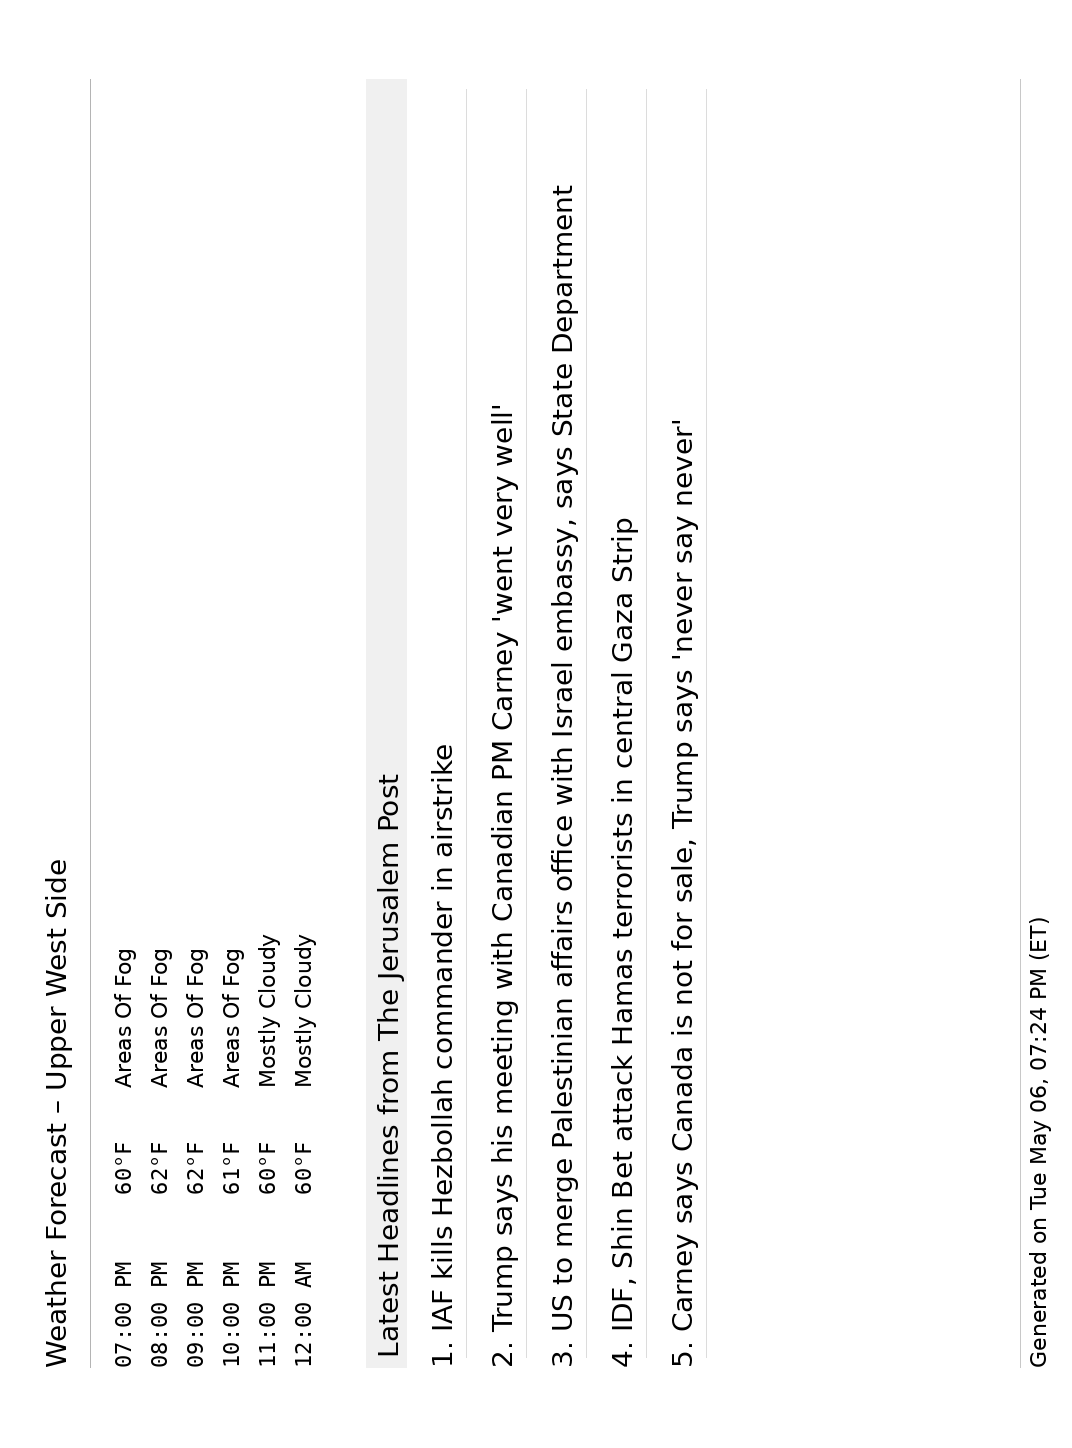 Weather Forecast – Upper West Side
07:00 PM 60°F Areas Of Fog
08:00 PM 62°F Areas Of Fog
09:00 PM 62°F Areas Of Fog
10:00 PM 61°F Areas Of Fog
11:00 PM 60°F Mostly Cloudy
12:00 AM 60°F Mostly Cloudy
Latest Headlines from The Jerusalem Post
1. IAF kills Hezbollah commander in airstrike
2. Trump says his meeting with Canadian PM Carney 'went very well'
3. US to merge Palestinian affairs office with Israel embassy, says State Department
4. IDF, Shin Bet attack Hamas terrorists in central Gaza Strip
5. Carney says Canada is not for sale, Trump says 'never say never'
Generated on Tue May 06, 07:24 PM (ET)